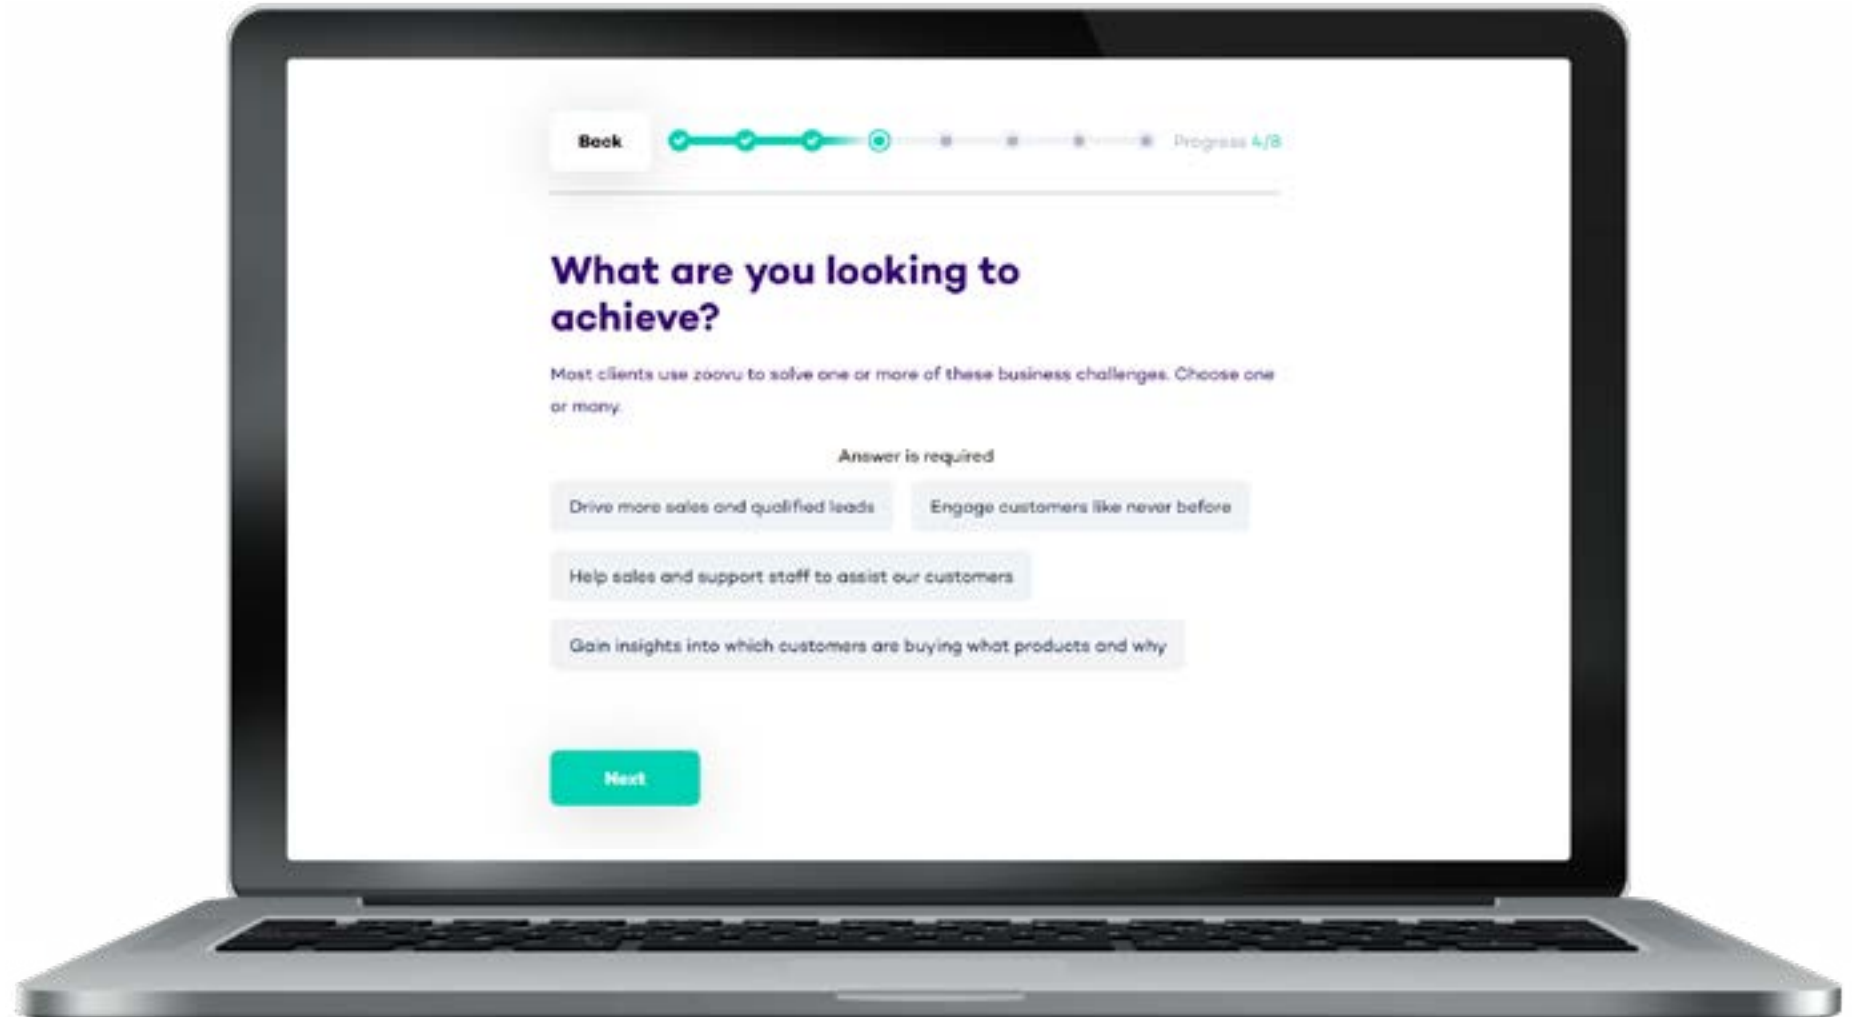 Back
Progress 4/8
What are you looking to
achieve?
Most clients use zoovu to solve one or more of these business challenges. Choose one
or many.
Answer is required
Drive more sales and qualified leads
Engage customers like never before
Help sales and support staff to assist our customers
Gain insights into which customers are buying what products and why
Next